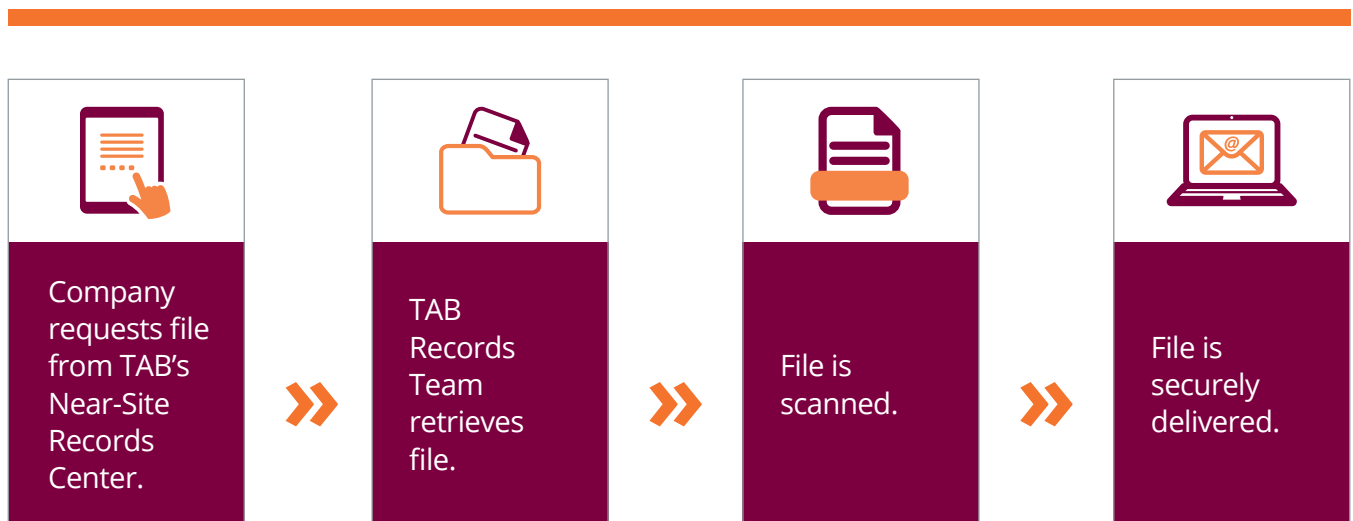 @
Company
requests file
from TAB’s
Near-Site
Records
Center.
TAB
Records
Team
retrieves
file.
File is
scanned.
File is
securely
delivered.